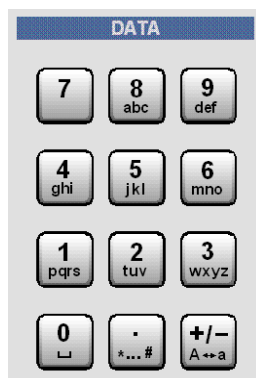 DATA
7 8 9
abc def
4 5 6
ghi jkl mno
1 2 3
pqrs tuv wxyz
0 . +/−
␣ *...# A↔a